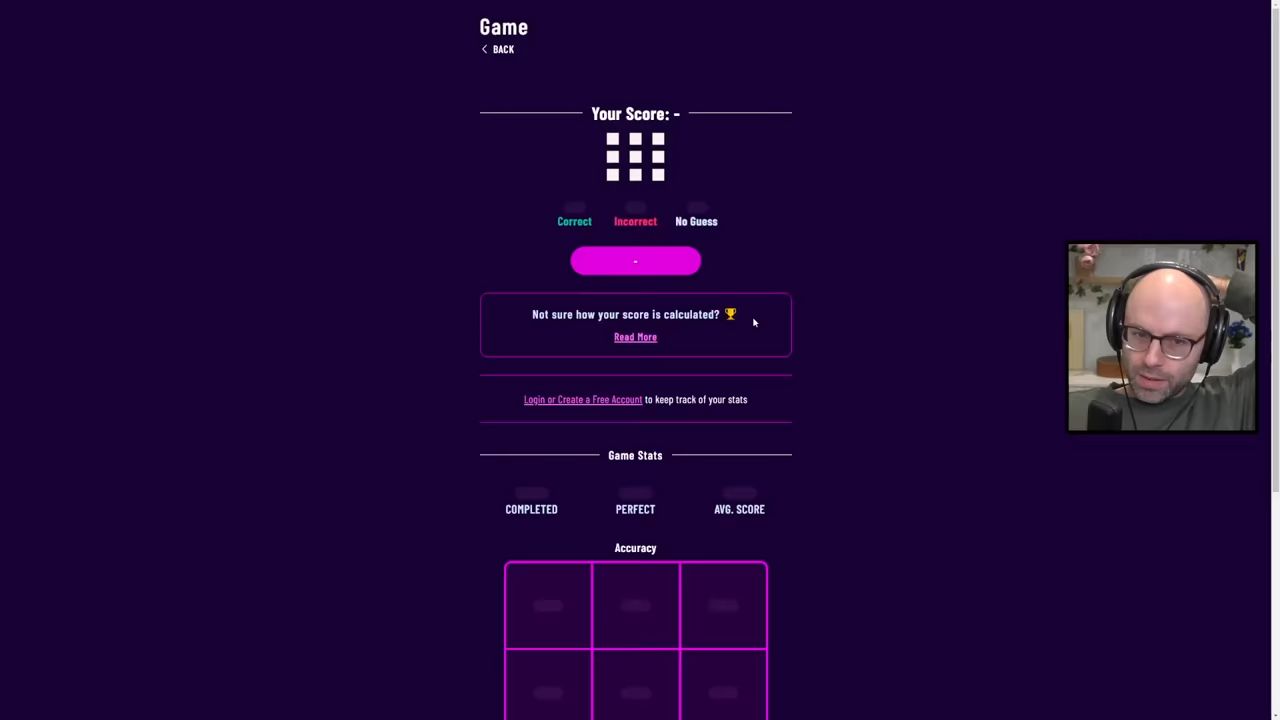 Game
BACK
Your Score: -
Correct
Incorrect
No Guess
-
Not sure how your score is calculated? 🏆
Read More
Login or Create a Free Account to keep track of your stats
Game Stats
COMPLETED
PERFECT
AVG. SCORE
Accuracy